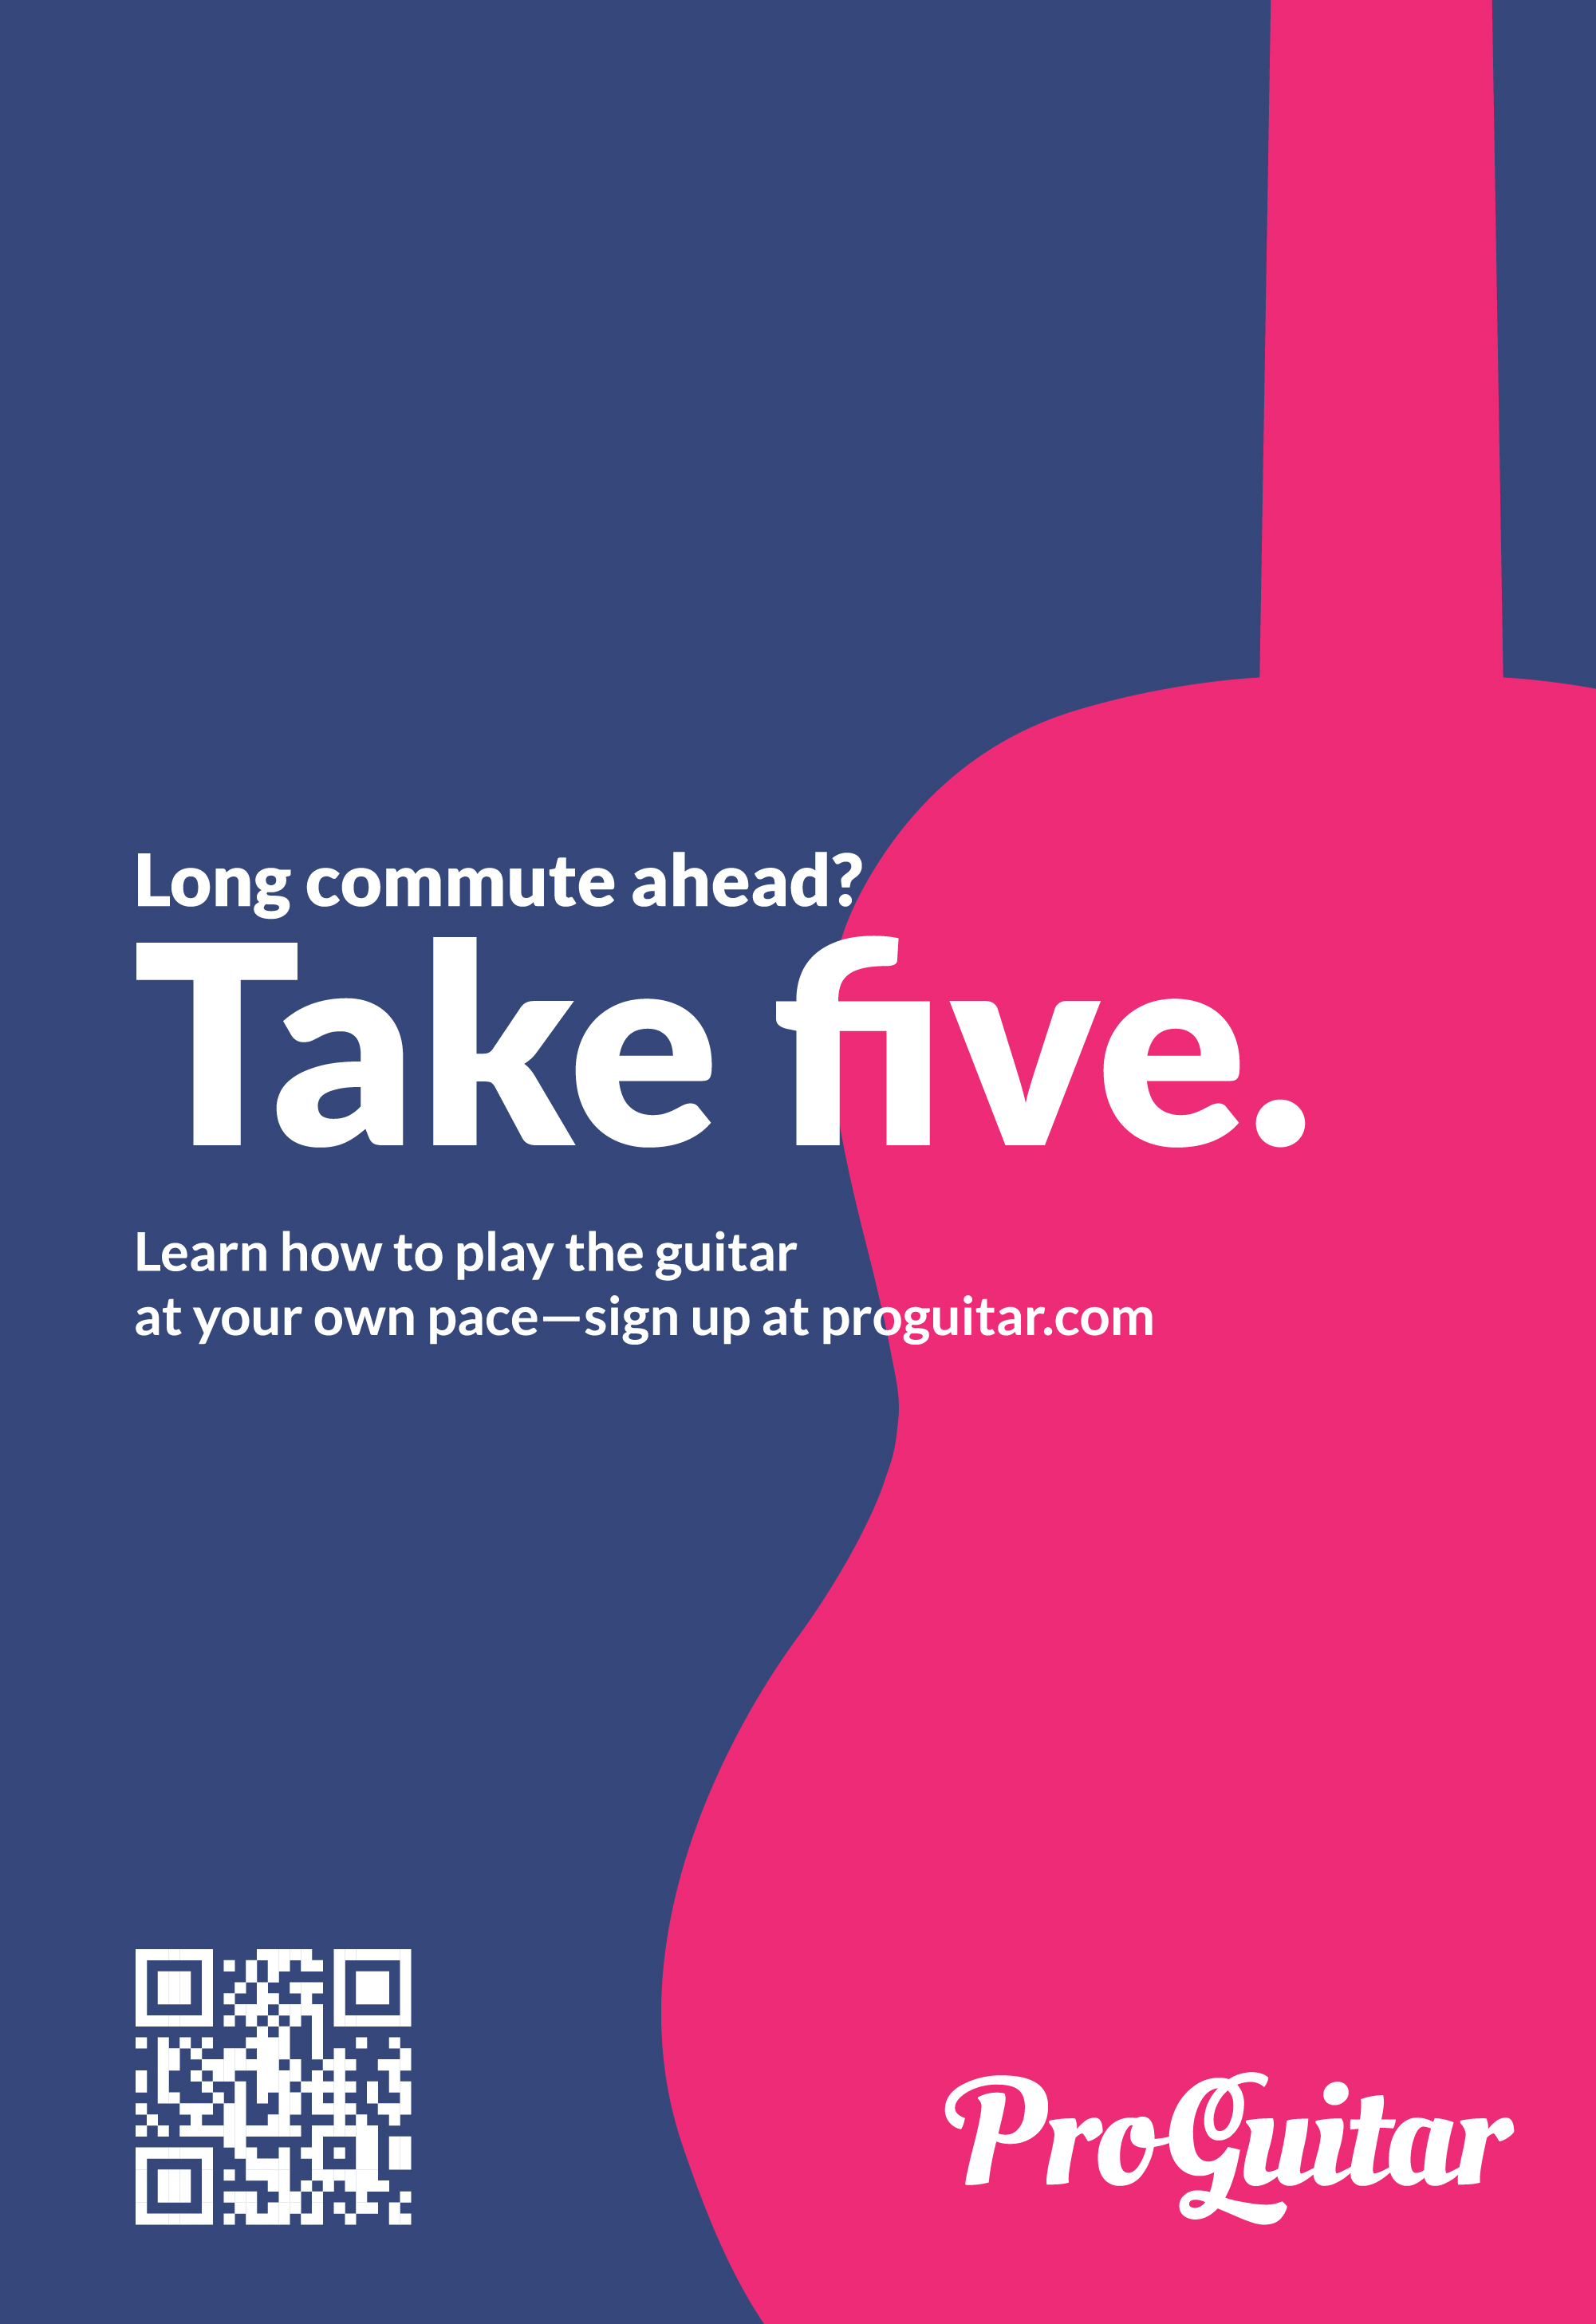 Long commute ahead?
Take five.
Learn how to play the guitar
at your own pace—sign up at proguitar.com
ProGuitar